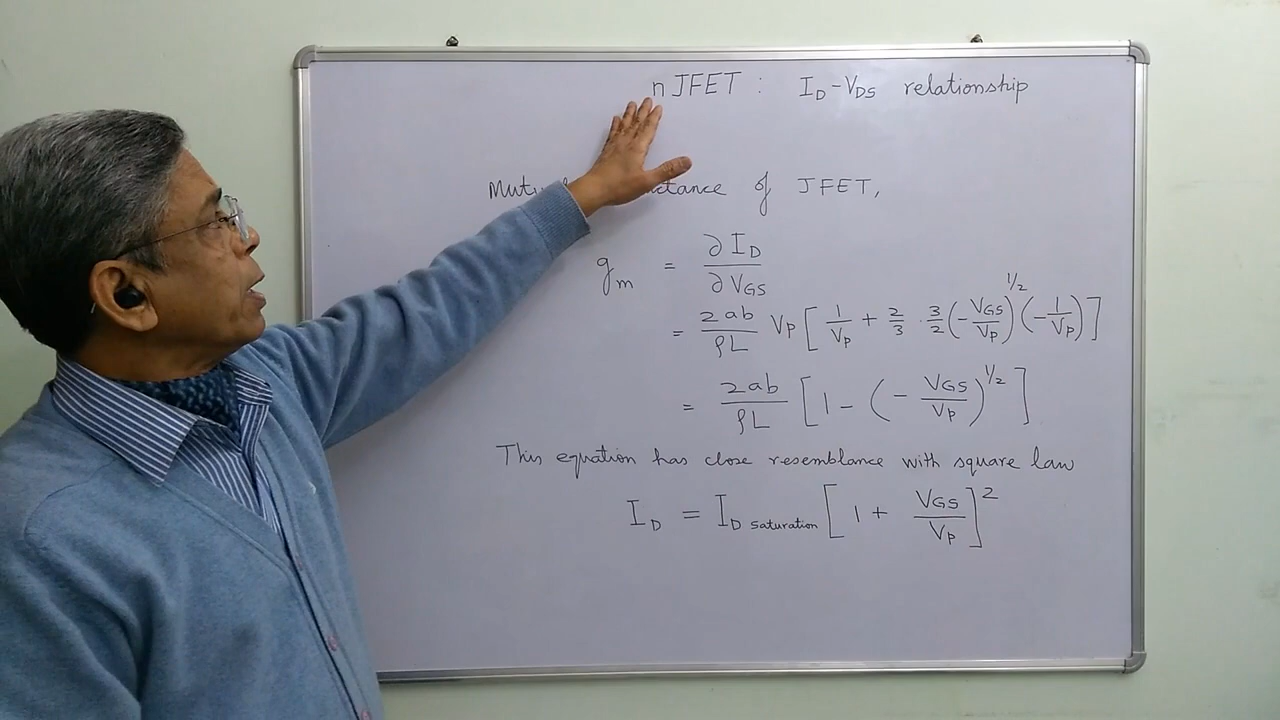 nJFET : I_D - V_DS relationship
of JFET,
g_m = ∂I_D / ∂V_GS
= 2ab/ρL V_p [ 1/V_p + 2/3 · 3/2 (- V_GS/V_p)^1/2 (- 1/V_p) ]
= 2ab/ρL [ 1 - ( - V_GS/V_p )^1/2 ]
This equation has close resemblance with square law
I_D = I_D saturation [ 1 + V_GS/V_p ]^2